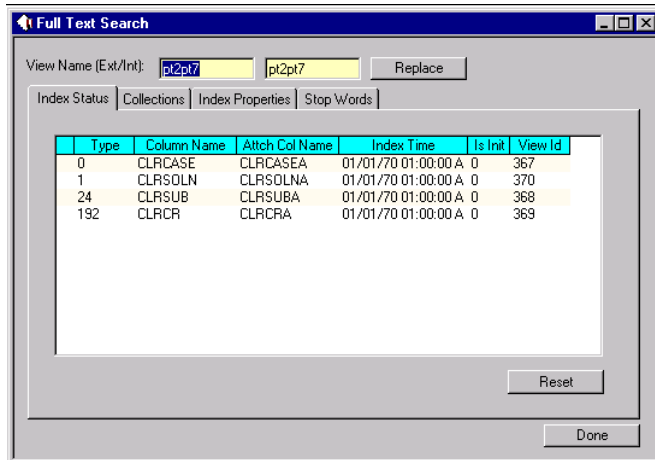 Full Text Search
View Name (Ext/Int): pt2pt7 pt2pt7 Replace
Index Status Collections Index Properties Stop Words
Type Column Name Attch Col Name Index Time Is Init View Id
0 CLRCASE CLRCASEA 01/01/70 01:00:00 A 0 367
1 CLRSOLN CLRSOLNA 01/01/70 01:00:00 A 0 370
24 CLRSUB CLRSUBA 01/01/70 01:00:00 A 0 368
192 CLRCR CLRCRA 01/01/70 01:00:00 A 0 369
Reset
Done